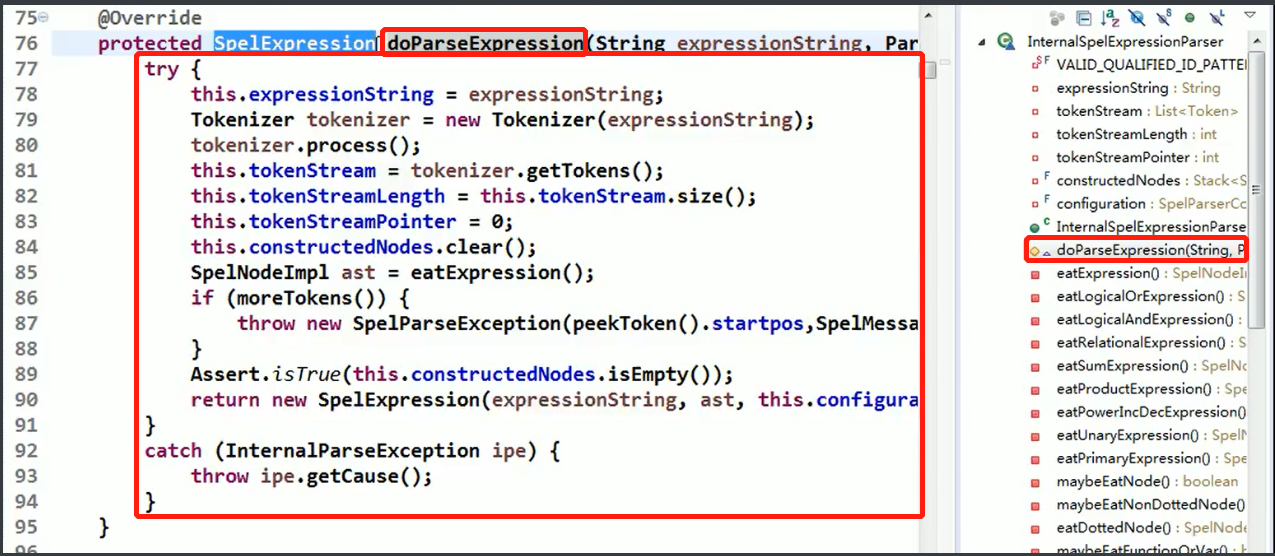 75 @Override
76 protected SpelExpression doParseExpression(String expressionString, Par
77 try {
78 this.expressionString = expressionString;
79 Tokenizer tokenizer = new Tokenizer(expressionString);
80 tokenizer.process();
81 this.tokenStream = tokenizer.getTokens();
82 this.tokenStreamLength = this.tokenStream.size();
83 this.tokenStreamPointer = 0;
84 this.constructedNodes.clear();
85 SpelNodeImpl ast = eatExpression();
86 if (moreTokens()) {
87 throw new SpelParseException(peekToken().startpos,SpelMessa
88 }
89 Assert.isTrue(this.constructedNodes.isEmpty());
90 return new SpelExpression(expressionString, ast, this.configura
91 }
92 catch (InternalParseException ipe) {
93 throw ipe.getCause();
94 }
95 }
96
InternalSpelExpressionParser
VALID_QUALIFIED_ID_PATTE
expressionString : String
tokenStream : List<Token>
tokenStreamLength : int
tokenStreamPointer : int
constructedNodes : Stack<S
configuration : SpelParserCo
InternalSpelExpressionParse
doParseExpression(String, P
eatExpression() : SpelNodeI
eatLogicalOrExpression() : S
eatLogicalAndExpression() :
eatRelationalExpression() : S
eatSumExpression() : SpelNo
eatProductExpression() : Spe
eatPowerIncDecExpression()
eatUnaryExpression() : SpelN
eatPrimaryExpression() : Spe
maybeEatNode() : boolean
maybeEatNonDottedNode()
eatDottedNode() : SpelNode
maybeEatFunctionOrVar() : b